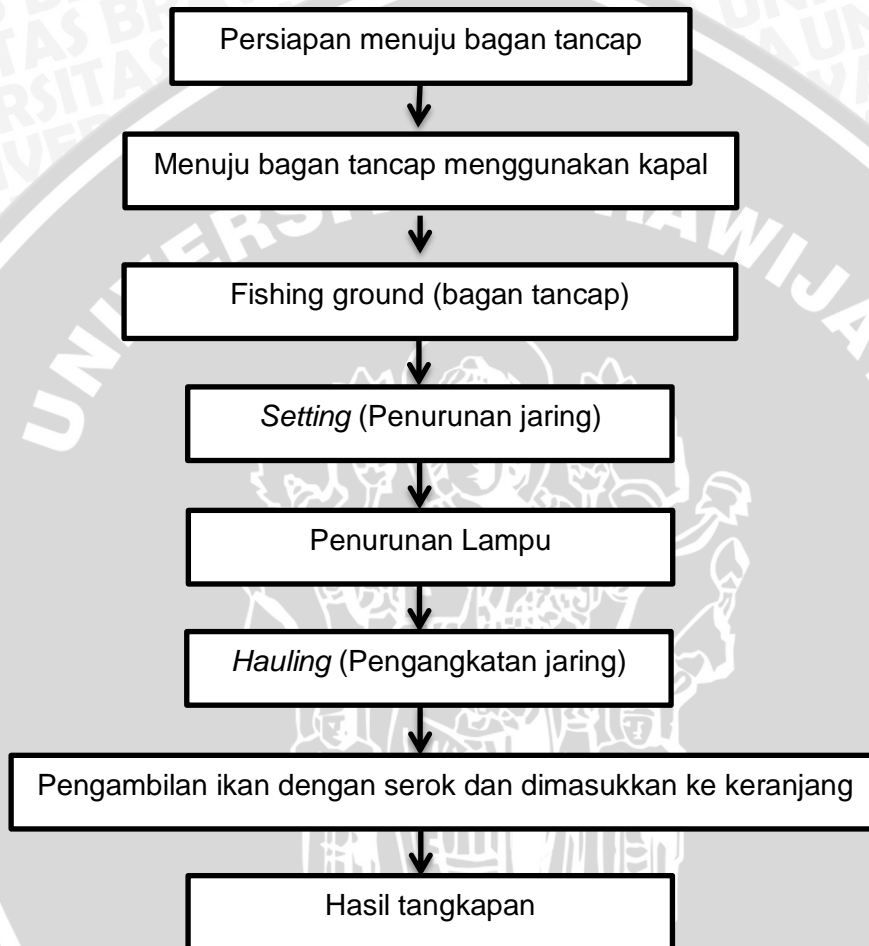 Persiapan menuju bagan tancap
Menuju bagan tancap menggunakan kapal
Fishing ground (bagan tancap)
Setting (Penurunan jaring)
Penurunan Lampu
Hauling (Pengangkatan jaring)
Pengambilan ikan dengan serok dan dimasukkan ke keranjang
Hasil tangkapan